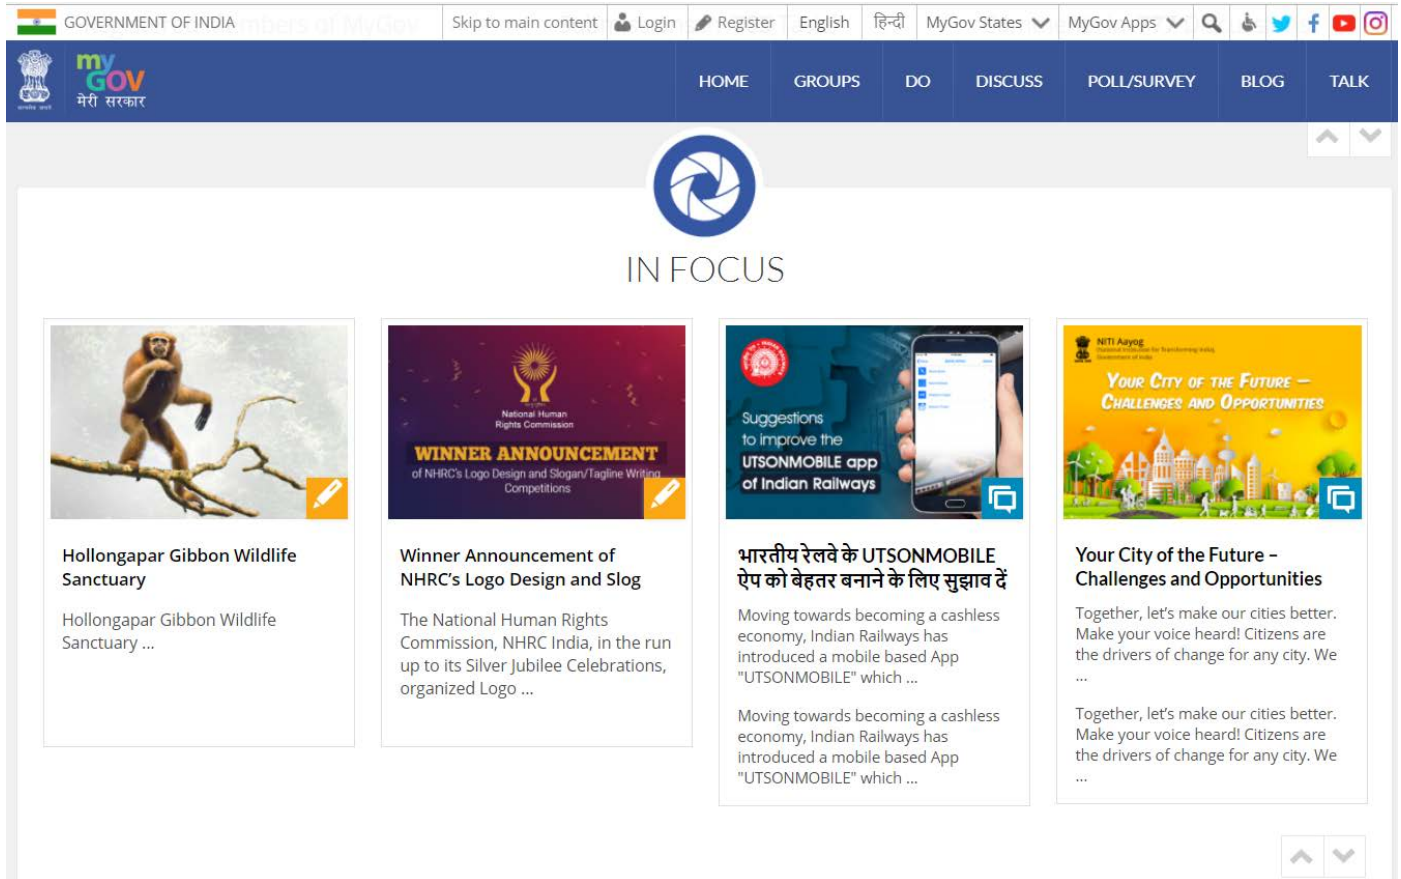 GOVERNMENT OF INDIA
Skip to main content
Login
Register
English
हिन्दी
MyGov States
MyGov Apps
my
GOV
मेरी सरकार
HOME
GROUPS
DO
DISCUSS
POLL/SURVEY
BLOG
TALK
IN FOCUS
National Human
Rights Commission
WINNER ANNOUNCEMENT
of NHRC's Logo Design and Slogan/Tagline Writing
Competitions
Suggestions
to improve the
UTSONMOBILE app
of Indian Railways
NITI Aayog
National Institution for Transforming India
Government of India
YOUR CITY OF THE FUTURE –
CHALLENGES AND OPPORTUNITIES
Hollongapar Gibbon Wildlife
Sanctuary
Hollongapar Gibbon Wildlife
Sanctuary ...
Winner Announcement of
NHRC's Logo Design and Slog
The National Human Rights
Commission, NHRC India, in the run
up to its Silver Jubilee Celebrations,
organized Logo ...
भारतीय रेलवे के UTSONMOBILE
ऐप को बेहतर बनाने के लिए सुझाव दें
Moving towards becoming a cashless
economy, Indian Railways has
introduced a mobile based App
"UTSONMOBILE" which ...
Moving towards becoming a cashless
economy, Indian Railways has
introduced a mobile based App
"UTSONMOBILE" which ...
Your City of the Future –
Challenges and Opportunities
Together, let's make our cities better.
Make your voice heard! Citizens are
the drivers of change for any city. We
...
Together, let's make our cities better.
Make your voice heard! Citizens are
the drivers of change for any city. We
...